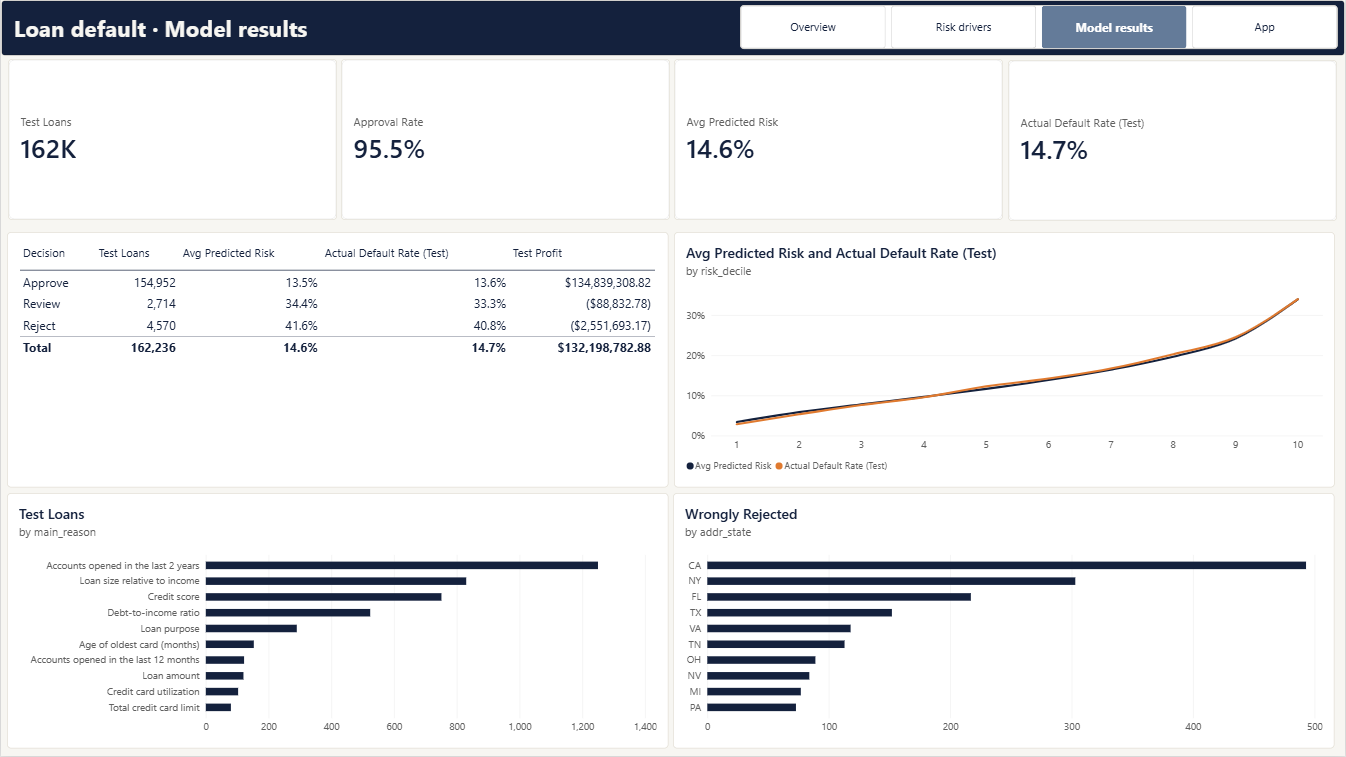 Loan default · Model results
Overview
Risk drivers
Model results
App
Test Loans
162K
Approval Rate
95.5%
Avg Predicted Risk
14.6%
Actual Default Rate (Test)
14.7%
Decision Test Loans Avg Predicted Risk Actual Default Rate (Test) Test Profit
Approve 154,952 13.5% 13.6% $134,839,308.82
Review 2,714 34.4% 33.3% ($88,832.78)
Reject 4,570 41.6% 40.8% ($2,551,693.17)
Total 162,236 14.6% 14.7% $132,198,782.88
Avg Predicted Risk and Actual Default Rate (Test)
by risk_decile
30%
20%
10%
0%
1 2 3 4 5 6 7 8 9 10
Avg Predicted Risk Actual Default Rate (Test)
Test Loans
by main_reason
Accounts opened in the last 2 years
Loan size relative to income
Credit score
Debt-to-income ratio
Loan purpose
Age of oldest card (months)
Accounts opened in the last 12 months
Loan amount
Credit card utilization
Total credit card limit
0 200 400 600 800 1,000 1,200 1,400
Wrongly Rejected
by addr_state
CA
NY
FL
TX
VA
TN
OH
NV
MI
PA
0 100 200 300 400 500